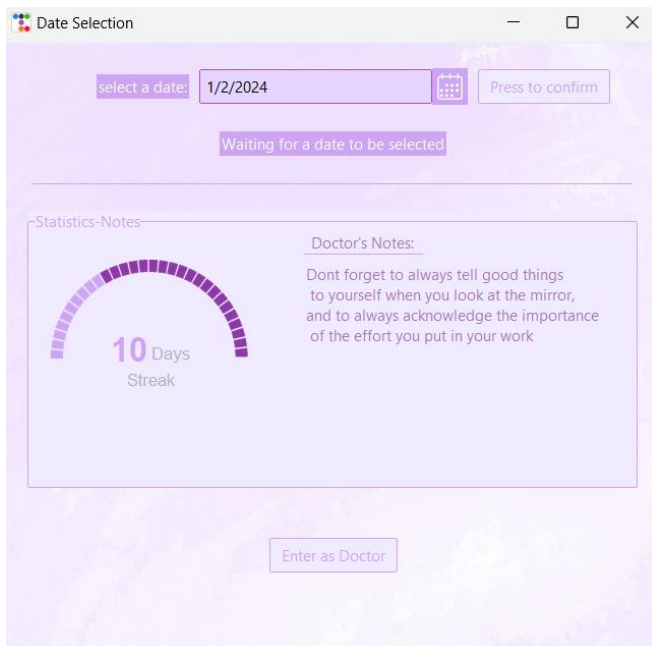 Date Selection
select a date:
1/2/2024
Press to confirm
Waiting for a date to be selected
Statistics-Notes
Doctor's Notes:
Dont forget to always tell good things
to yourself when you look at the mirror,
and to always acknowledge the importance
of the effort you put in your work
10 Days
Streak
Enter as Doctor